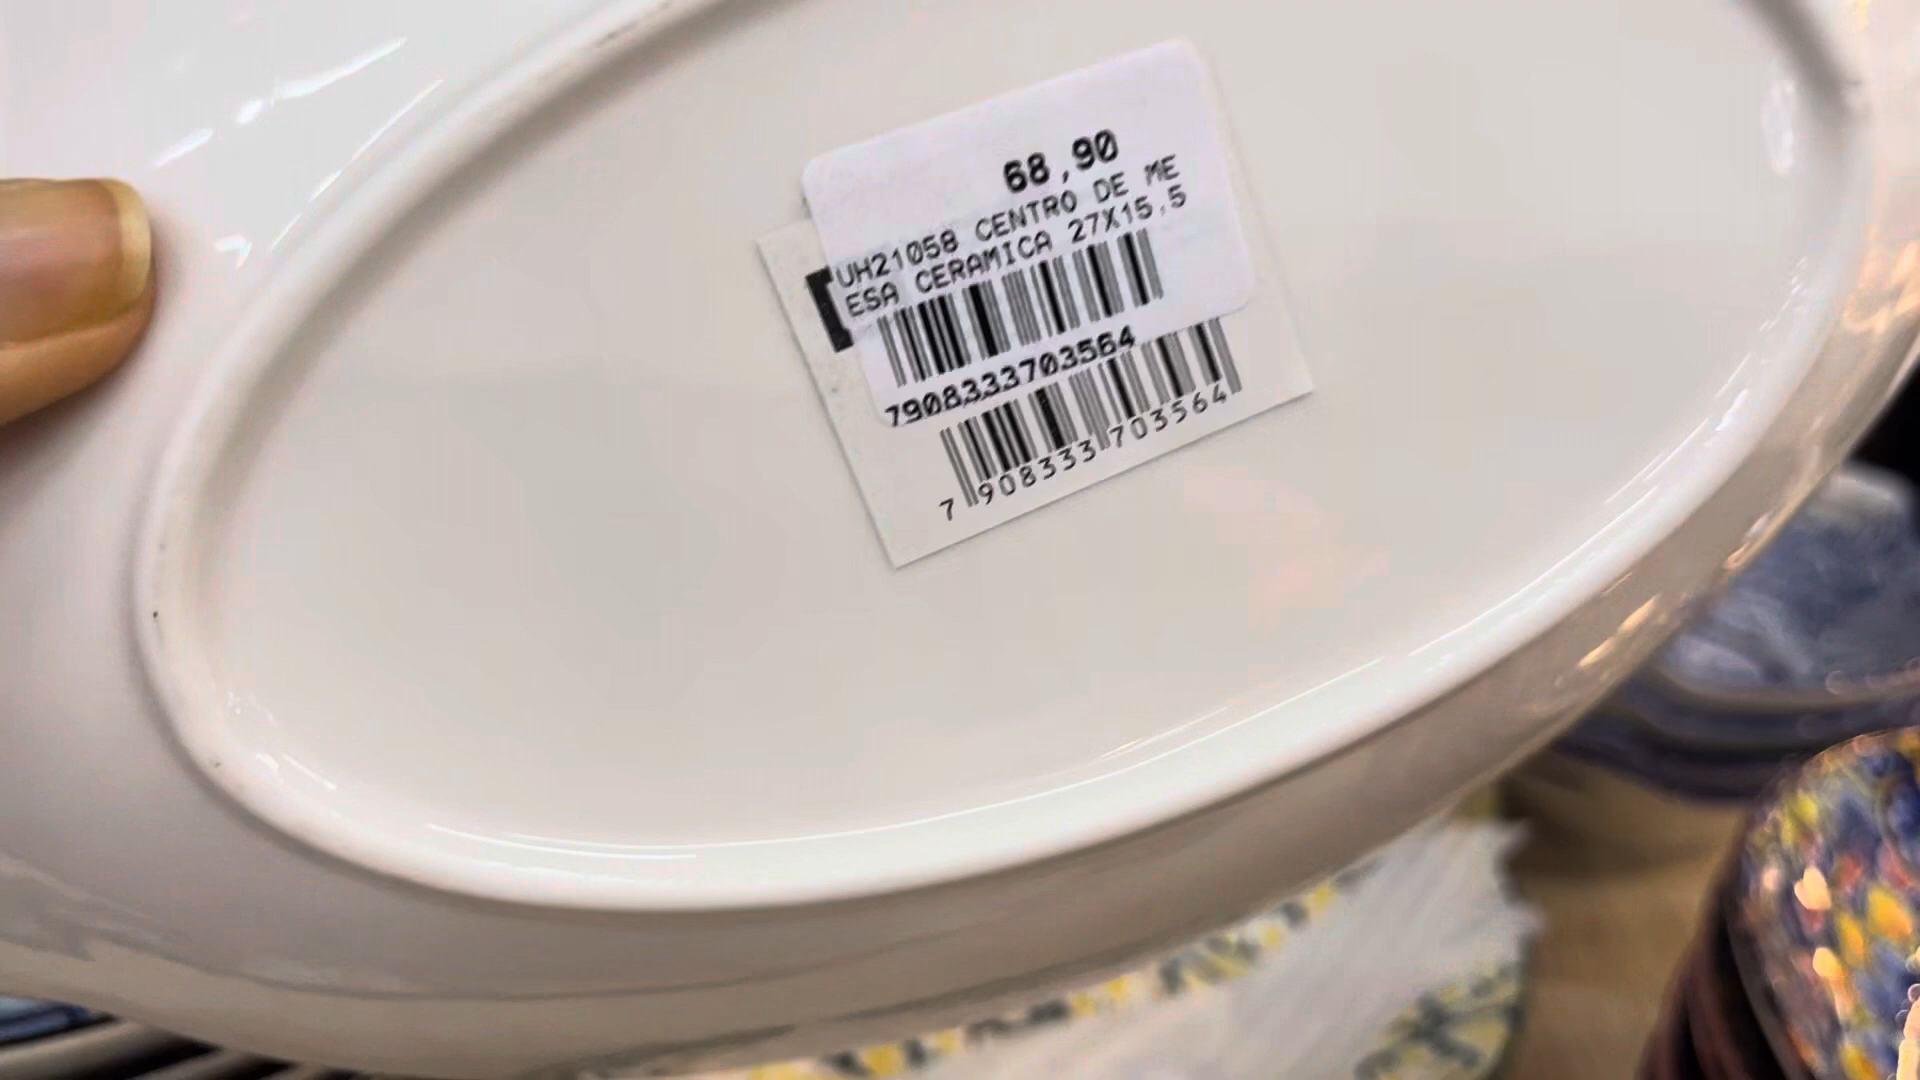 68,90
UH21058 CENTRO DE ME
ESA CERAMICA 27X15,5
7908333703564
7 908333 703564